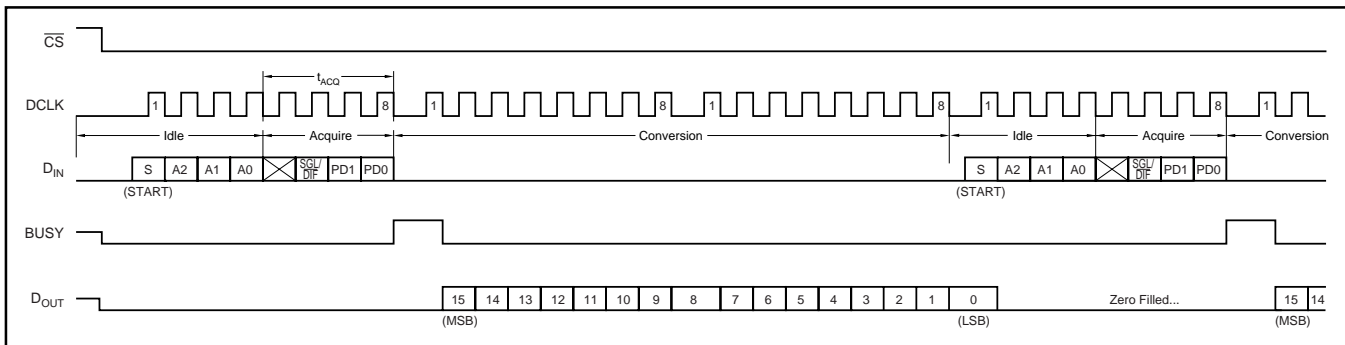 CS
tACQ
DCLK 1 8 1 8 1 8 1 8 1
Idle Acquire Conversion Idle Acquire Conversion
DIN S A2 A1 A0 SGL/DIF PD1 PD0 S A2 A1 A0 SGL/DIF PD1 PD0
(START) (START)
BUSY
DOUT 15 14 13 12 11 10 9 8 7 6 5 4 3 2 1 0 Zero Filled... 15 14
(MSB) (LSB) (MSB)